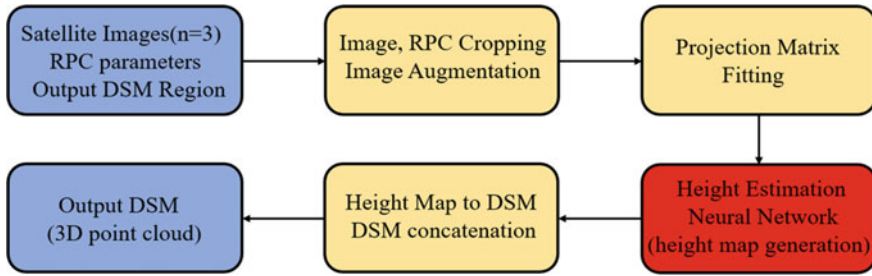 Satellite Images(n=3)
RPC parameters
Output DSM Region
Image, RPC Cropping
Image Augmentation
Projection Matrix
Fitting
Height Estimation
Neural Network
(height map generation)
Height Map to DSM
DSM concatenation
Output DSM
(3D point cloud)